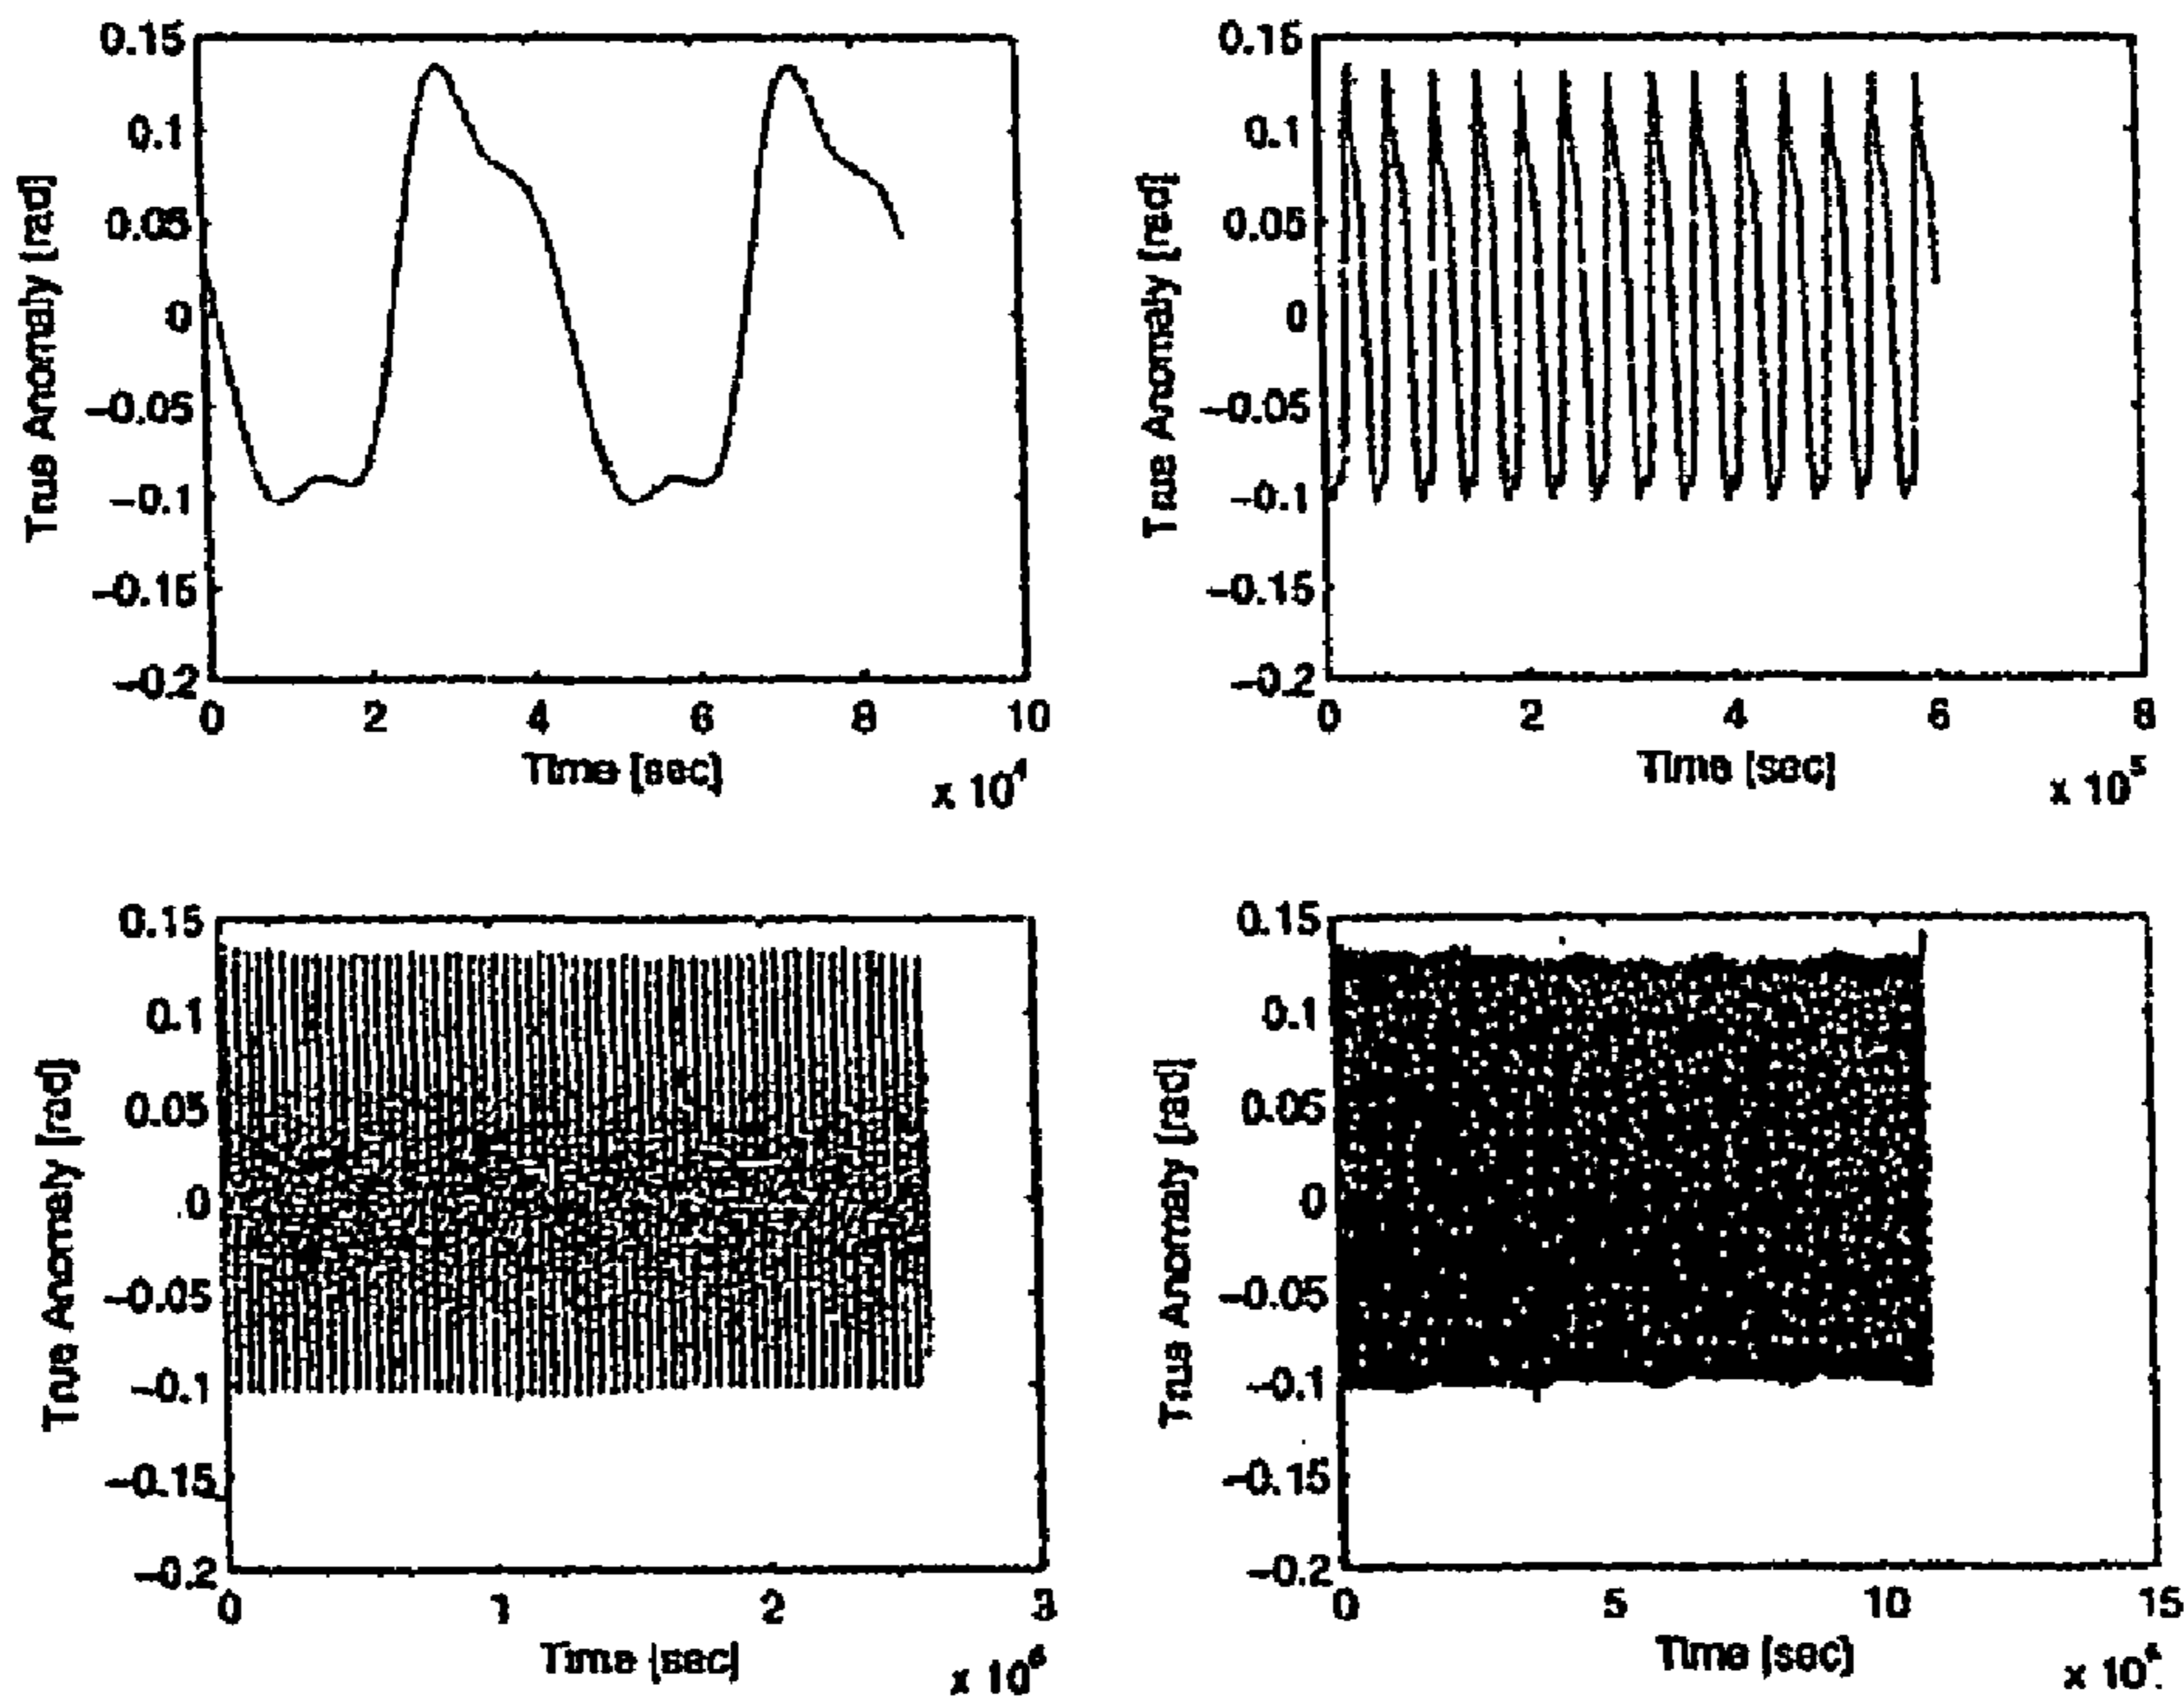 0.15
0.1
0.05
0
-0.05
-0.1
-0.15
-0.2
True Anomaly [rad]
0 2 4 6 8 10
Time [sec]
x 10⁴
0.15
0.1
0.05
0
-0.05
-0.1
-0.15
-0.2
True Anomaly [rad]
0 2 4 6 8
Time [sec]
x 10⁵
0.15
0.1
0.05
0
-0.05
-0.1
-0.15
-0.2
True Anomaly [rad]
0 1 2 3
Time [sec]
x 10⁶
0.15
0.1
0.05
0
-0.05
-0.1
-0.15
-0.2
True Anomaly [rad]
0 5 10 15
Time [sec]
x 10